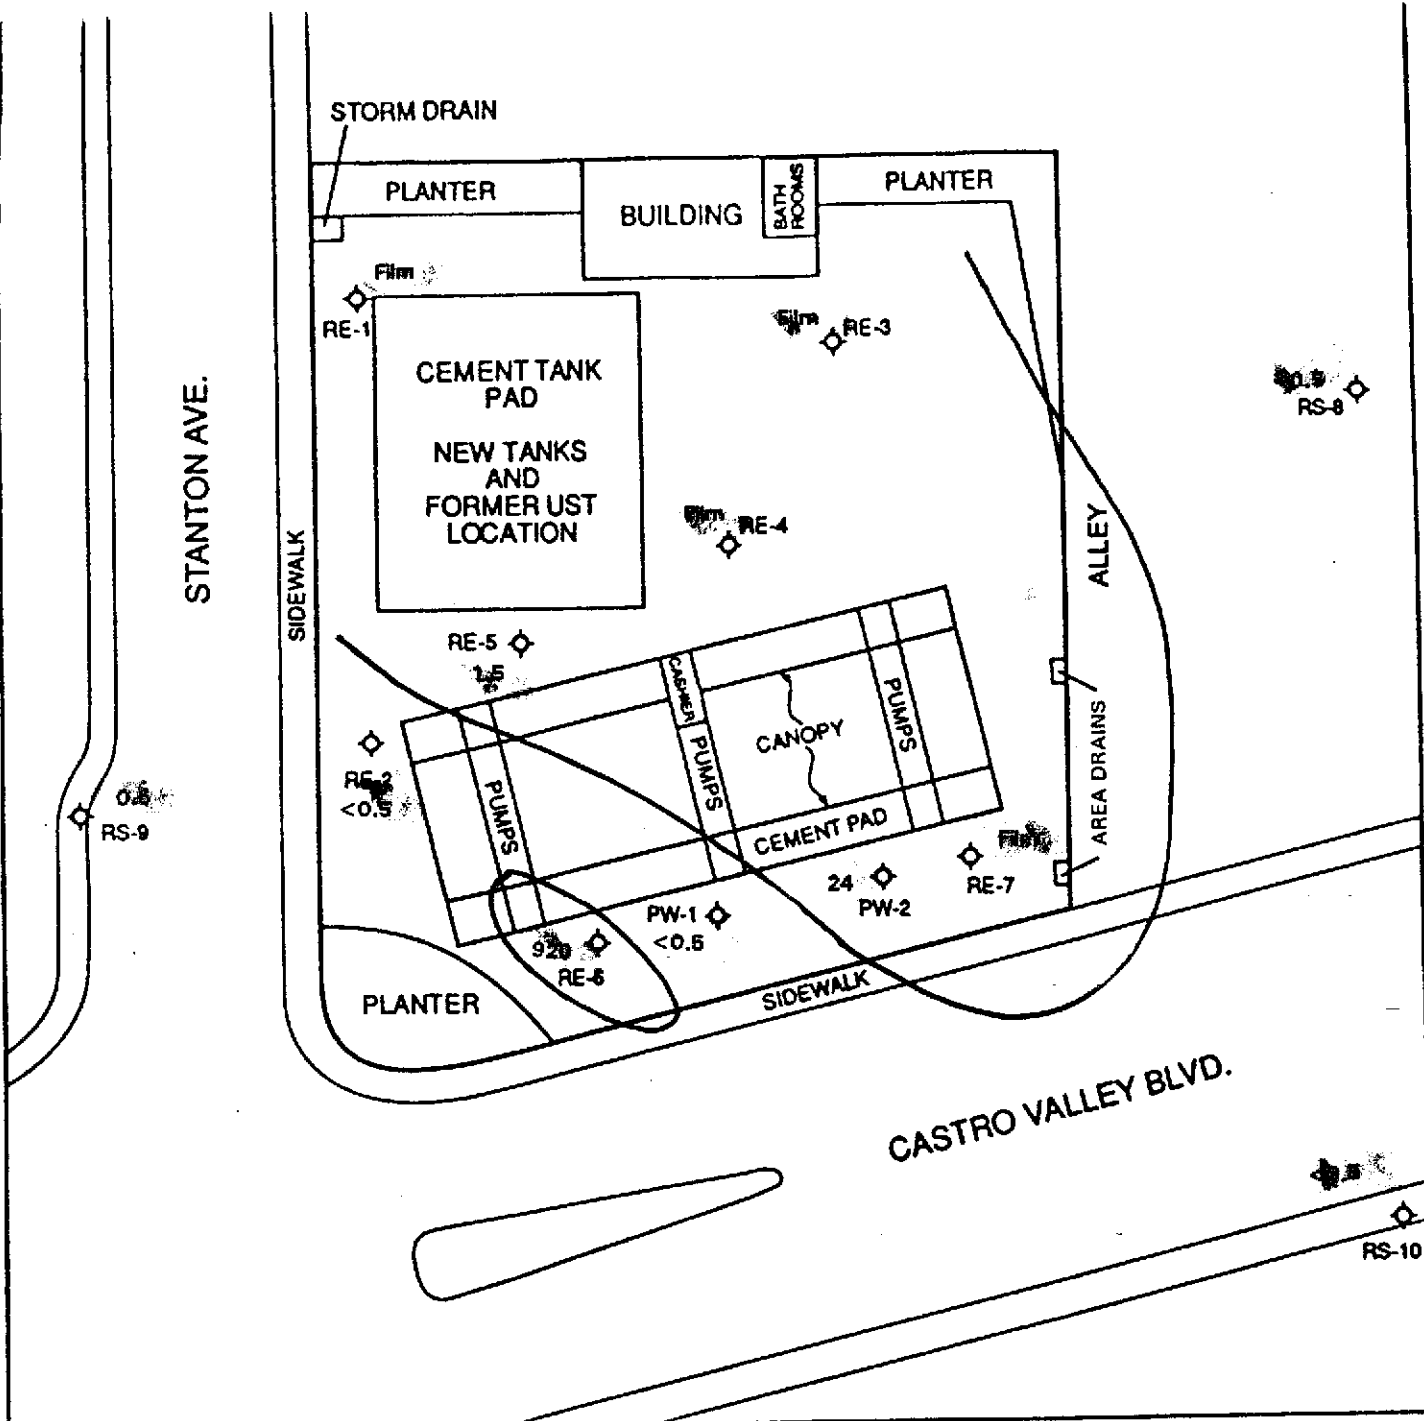 STORM DRAIN
PLANTER
BUILDING
BATH
ROOMS
PLANTER
Film
RE-1
Film
RE-3
CEMENT TANK
PAD
NEW TANKS
AND
FORMER UST
LOCATION
STANTON AVE.
SIDEWALK
RS-8
Film
RE-4
ALLEY
RE-5
1.5
CASHIER
PUMPS
CANOPY
PUMPS
PUMPS
AREA DRAINS
RE-2
<0.5
RS-9
CEMENT PAD
Film
RE-7
24
PW-2
PW-1
<0.5
920
RE-6
PLANTER
SIDEWALK
CASTRO VALLEY BLVD.
RS-10